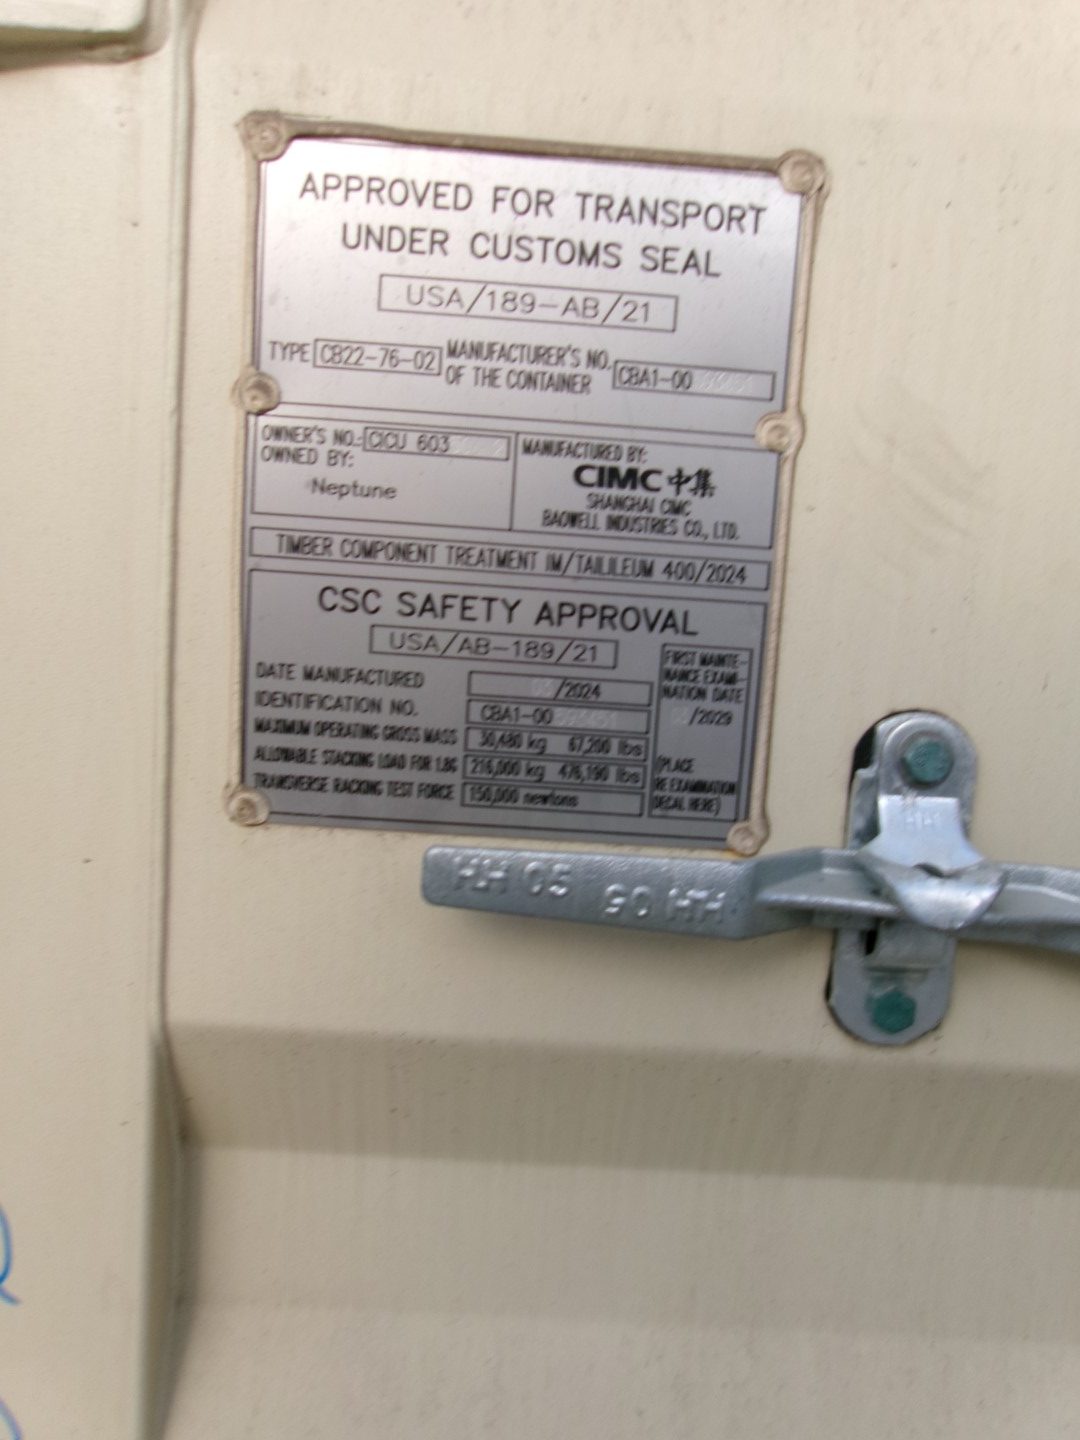 APPROVED FOR TRANSPORT
UNDER CUSTOMS SEAL
USA/189-AB/21
TYPE CB22-76-02 MANUFACTURER'S NO. OF THE CONTAINER CBA1-00
OWNER'S NO.: CICU 603
OWNED BY:
Neptune
MANUFACTURED BY:
CIMC 中集
SHANGHAI CIMC
BAOWELL INDUSTRIES CO., LTD.
TIMBER COMPONENT TREATMENT IM/TAILILEUM 400/2024
CSC SAFETY APPROVAL
USA/AB-189/21
DATE MANUFACTURED /2024
IDENTIFICATION NO. CBA1-00
MAXIMUM OPERATING GROSS MASS 30,480 kg 67,200 lbs
ALLOWABLE STACKING LOAD FOR 1.8G 216,000 kg 476,190 lbs
TRANSVERSE RACKING TEST FORCE 150,000 newtons
FIRST MAINTE-
NANCE EXAMI-
NATION DATE
/2029
(PLACE
RE EXAMINATION
DECAL HERE)
HH 05 50 HH